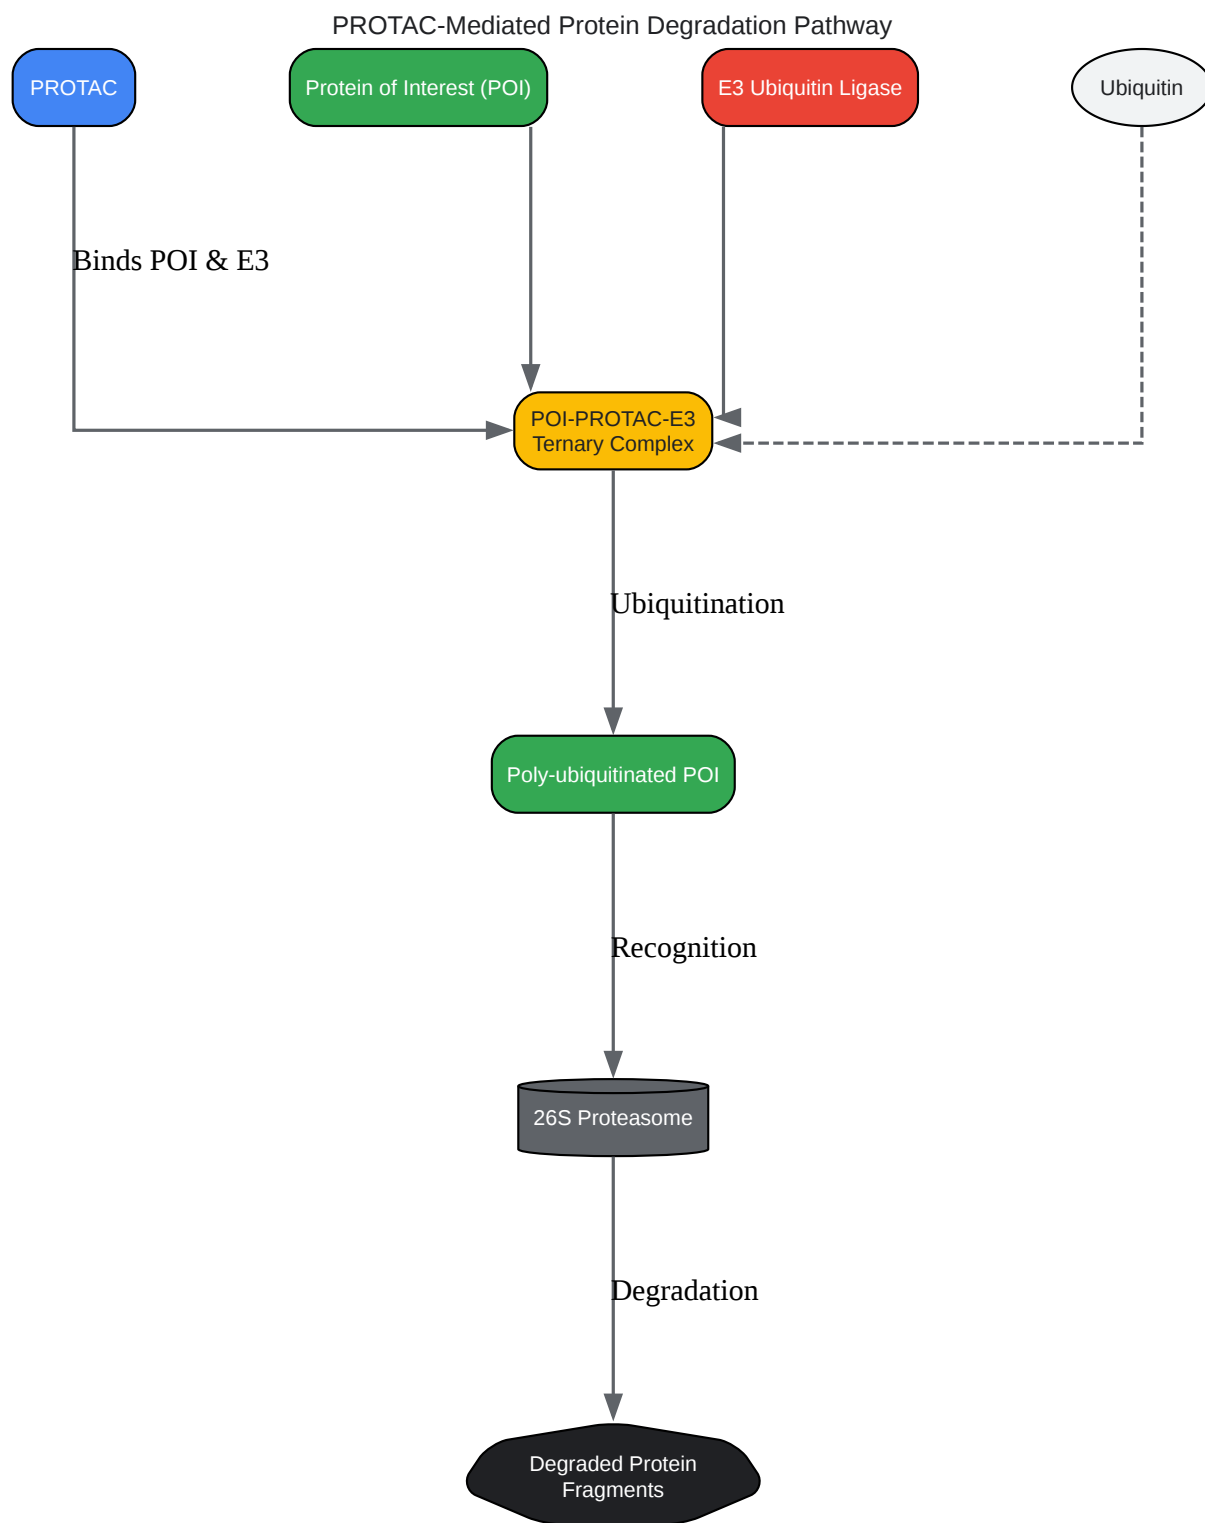 PROTAC-Mediated Protein Degradation Pathway
PROTAC
Protein of Interest (POI)
E3 Ubiquitin Ligase
Ubiquitin
Binds POI & E3
POI-PROTAC-E3
Ternary Complex
Ubiquitination
Poly-ubiquitinated POI
Recognition
26S Proteasome
Degradation
Degraded Protein
Fragments